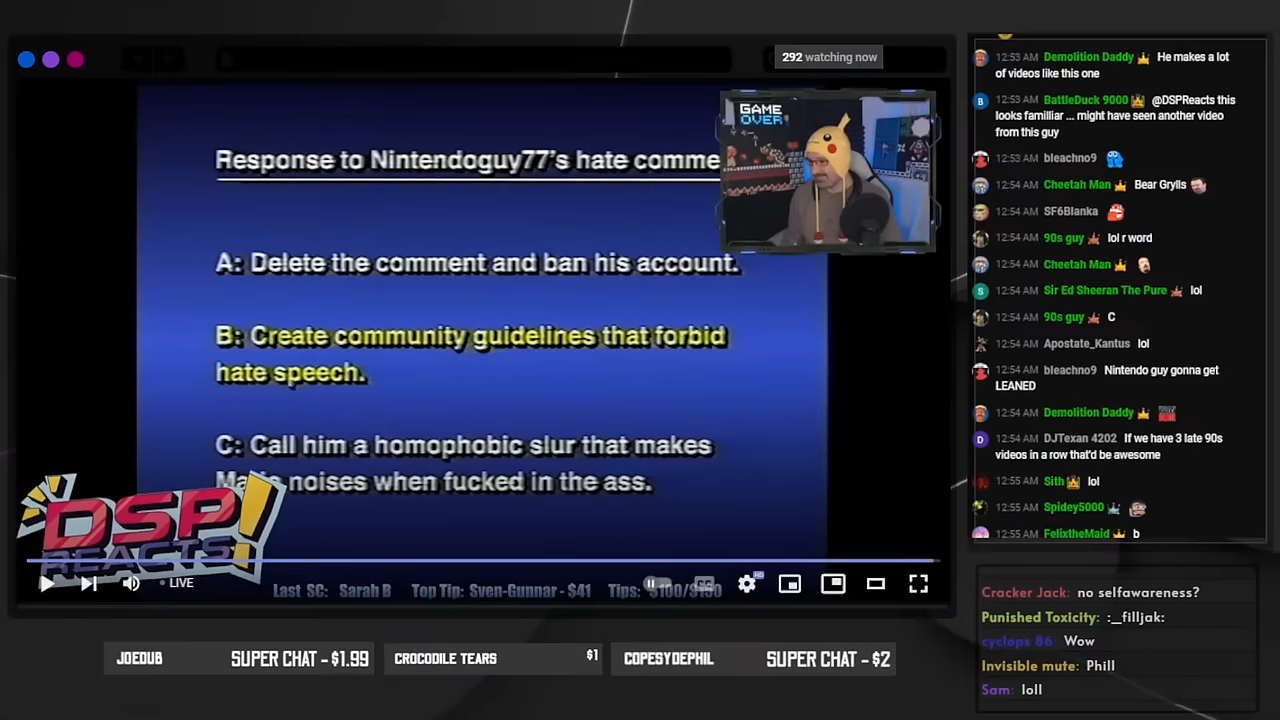 292 watching now
GAME
OVER!
Response to Nintendoguy77's hate comme
A: Delete the comment and ban his account.
B: Create community guidelines that forbid
hate speech.
C: Call him a homophobic slur that makes
noises when fucked in the ass.
DSP!
REACTS
LIVE
HD
Last SC: Sarah B Top Tip: Sven-Gunnar - $41 Tips: $100/$150
JOEDUB SUPER CHAT - $1.99
CROCODILE TEARS $1
COPESYDEPHIL SUPER CHAT - $2
12:53 AM Demolition Daddy He makes a lot
of videos like this one
B 12:53 AM BattleDuck 9000 @DSPReacts this
looks familliar ... might have seen another video
from this guy
12:53 AM bleachno9
12:54 AM Cheetah Man Bear Grylls
12:54 AM SF6Blanka
12:54 AM 90s guy lol r word
12:54 AM Cheetah Man
S 12:54 AM Sir Ed Sheeran The Pure lol
12:54 AM 90s guy C
12:54 AM Apostate_Kantus lol
12:54 AM bleachno9 Nintendo guy gonna get
LEANED
12:54 AM Demolition Daddy
D 12:54 AM DJTexan 4202 If we have 3 late 90s
videos in a row that'd be awesome
12:55 AM Sith lol
12:55 AM Spidey5000
12:55 AM FelixtheMaid b
Cracker Jack: no selfawareness?
Punished Toxicity: :_filljak:
cyclops 86: Wow
Invisible mute: Phill
Sam: loll